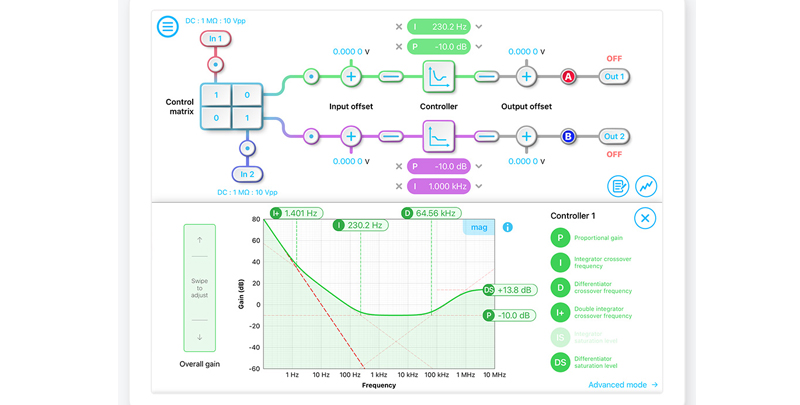 DC : 1 MΩ : 10 Vpp
In 1
I 230.2 Hz
P -10.0 dB
0.000 0 V
0.000 0 V
OFF
A
Out 1
Control
matrix
1 0
0 1
Input offset
Controller
Output offset
B
Out 2
0.000 0 V
0.000 0 V
OFF
In 2
P -10.0 dB
I 1.000 kHz
DC : 1 MΩ : 10 Vpp
I+ 1.401 Hz
D 64.56 kHz
I 230.2 Hz
mag
i
Controller 1
P Proportional gain
I Integrator crossover
frequency
D Differentiator
crossover frequency
I+ Double integrator
crossover frequency
IS Integrator
saturation level
DS Differentiator
saturation level
Advanced mode
Swipe
to
adjust
Overall gain
Gain (dB)
80
60
40
20
0
-20
-40
-60
DS +13.8 dB
P -10.0 dB
1 Hz 10 Hz 100 Hz 1 kHz 10 kHz 100 kHz 1 MHz 10 MHz
Frequency